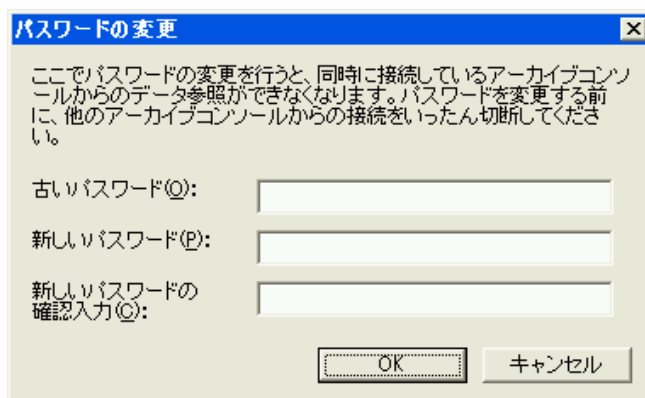 パスワードの変更
ここでパスワードの変更を行うと、同時に接続しているアーカイブコンソ
ールからのデータ参照ができなくなります。パスワードを変更する前
に、他のアーカイブコンソールからの接続をいったん切断してくださ
い。
古いパスワード(O):
新しいパスワード(P):
新しいパスワードの
確認入力(C):
OK キャンセル